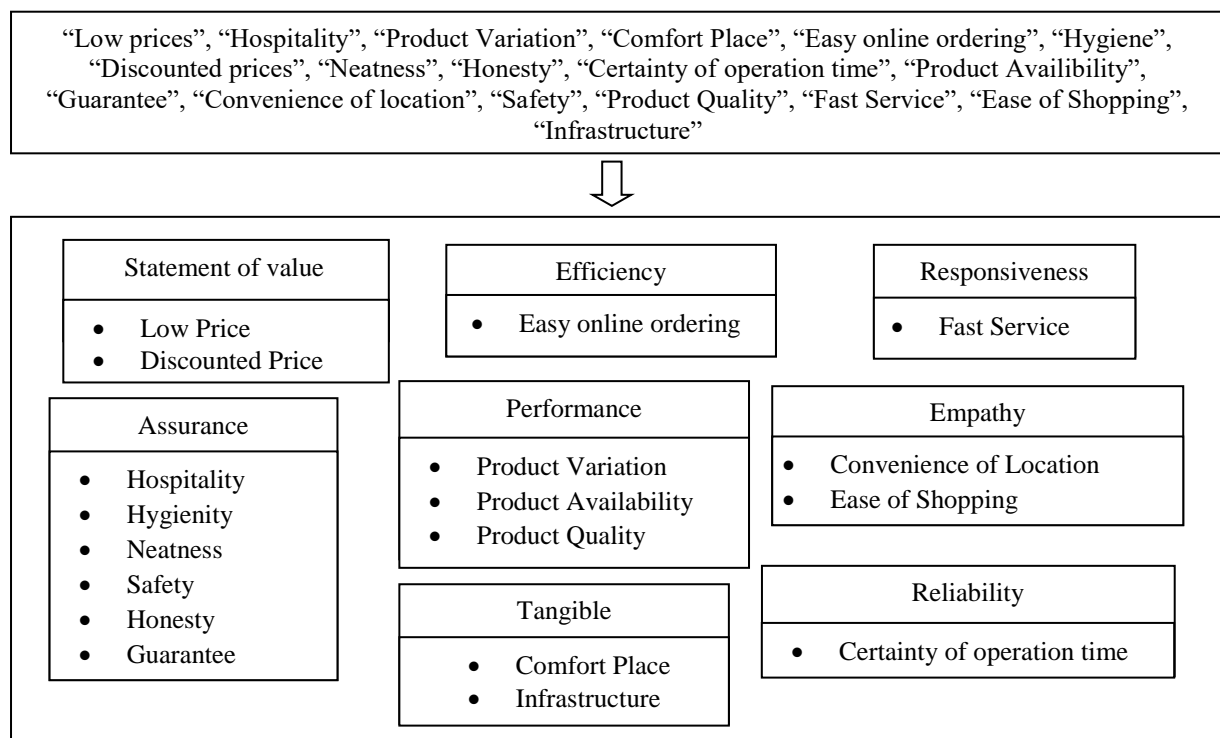 “Low prices”, “Hospitality”, “Product Variation”, “Comfort Place”, “Easy online ordering”, “Hygiene”,
“Discounted prices”, “Neatness”, “Honesty”, “Certainty of operation time”, “Product Availibility”,
“Guarantee”, “Convenience of location”, “Safety”, “Product Quality”, “Fast Service”, “Ease of Shopping”,
“Infrastructure”
Statement of value
• Low Price
• Discounted Price
Efficiency
• Easy online ordering
Responsiveness
• Fast Service
Assurance
• Hospitality
• Hygienity
• Neatness
• Safety
• Honesty
• Guarantee
Performance
• Product Variation
• Product Availability
• Product Quality
Empathy
• Convenience of Location
• Ease of Shopping
Tangible
• Comfort Place
• Infrastructure
Reliability
• Certainty of operation time